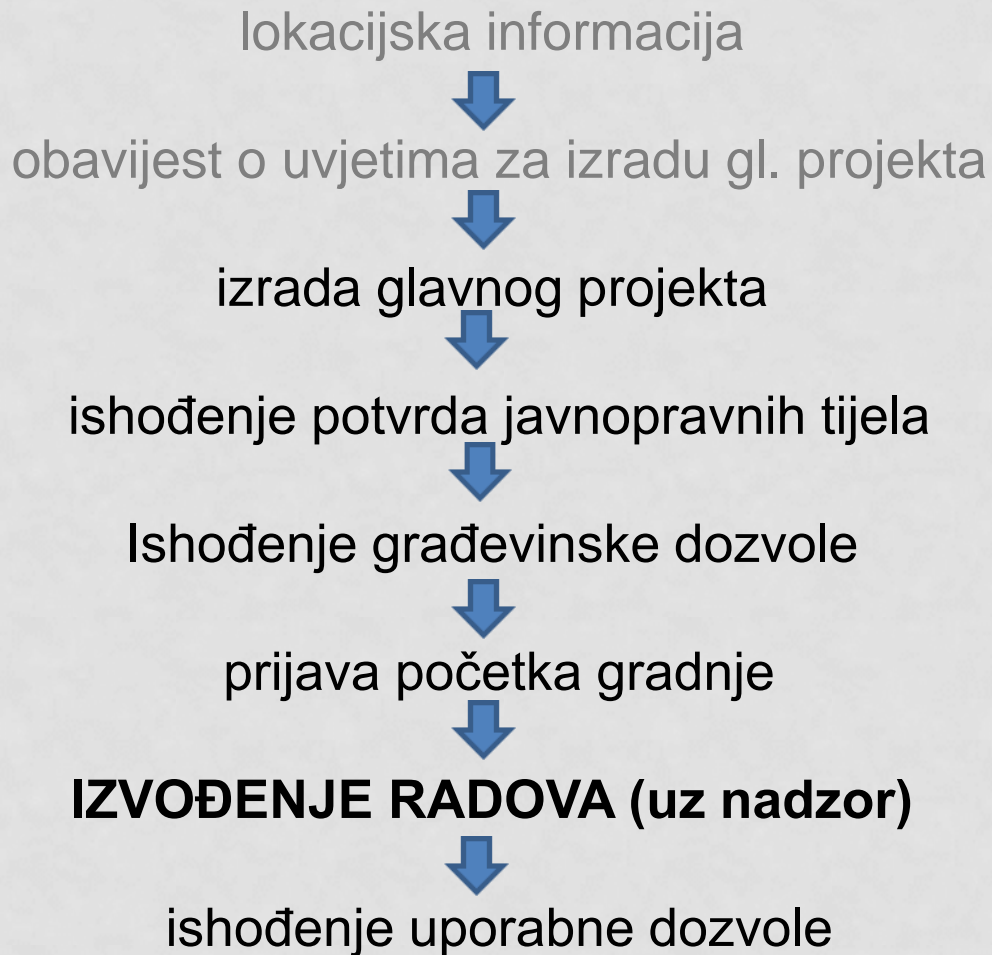 lokacijska informacija
obavijest o uvjetima za izradu gl. projekta
izrada glavnog projekta
ishođenje potvrda javnopravnih tijela
Ishođenje građevinske dozvole
prijava početka gradnje
IZVOĐENJE RADOVA (uz nadzor)
ishođenje uporabne dozvole